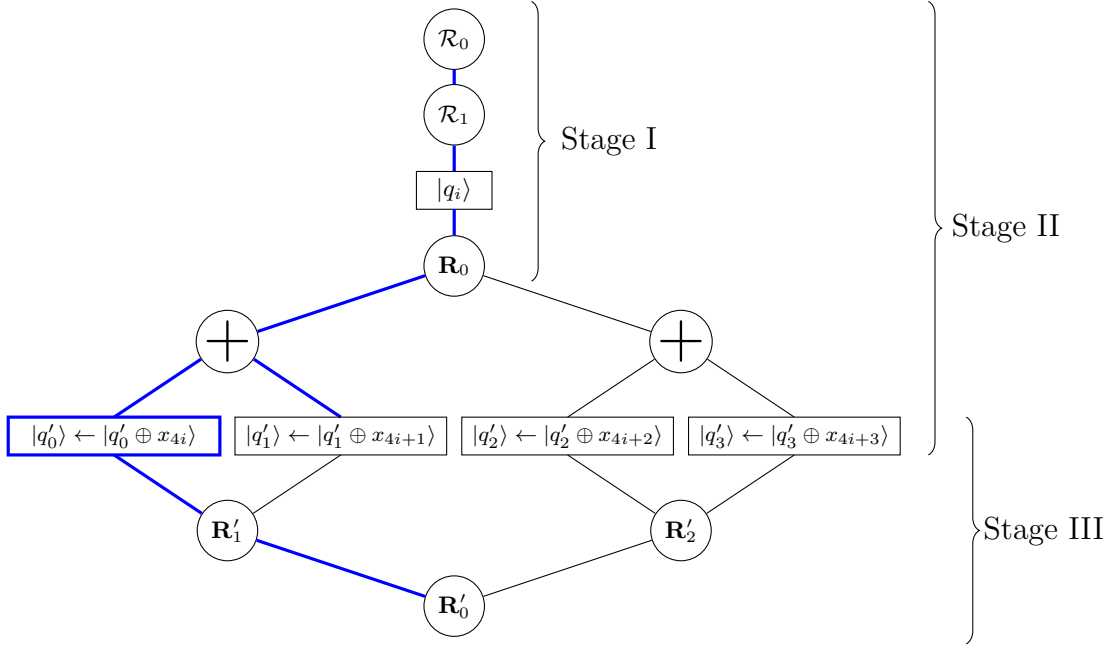 ℛ₀
ℛ₁
Stage I
|qᵢ⟩
Stage II
𝐑₀
+ +
|q′₀⟩ ← |q′₀ ⊕ x₄ᵢ⟩ |q′₁⟩ ← |q′₁ ⊕ x₄ᵢ₊₁⟩ |q′₂⟩ ← |q′₂ ⊕ x₄ᵢ₊₂⟩ |q′₃⟩ ← |q′₃ ⊕ x₄ᵢ₊₃⟩
𝐑′₁ 𝐑′₂ Stage III
𝐑′₀